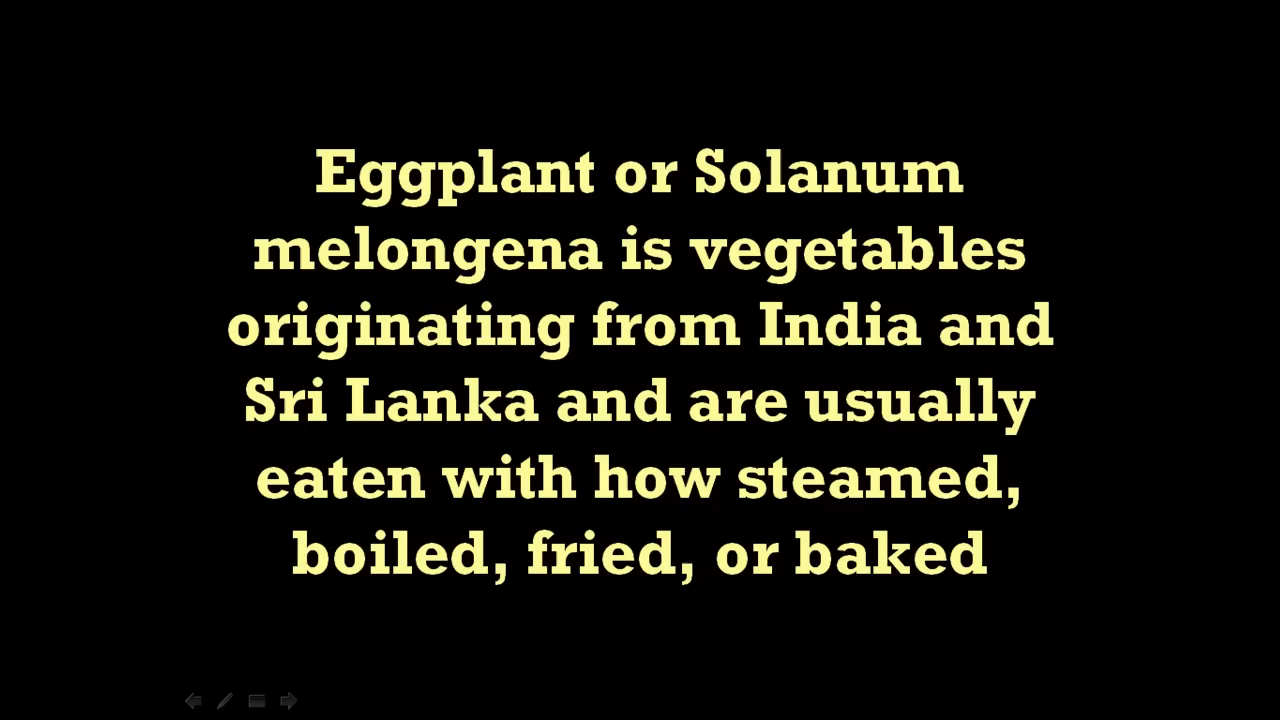 Eggplant or Solanum
melongena is vegetables
originating from India and
Sri Lanka and are usually
eaten with how steamed,
boiled, fried, or baked